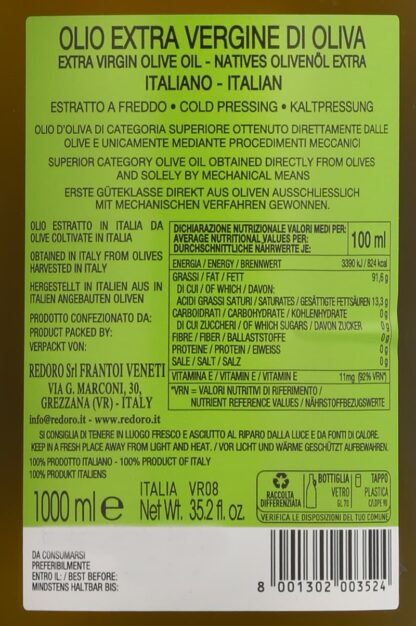 OLIO EXTRA VERGINE DI OLIVA
EXTRA VIRGIN OLIVE OIL - NATIVES OLIVENÖL EXTRA
ITALIANO - ITALIAN
ESTRATTO A FREDDO • COLD PRESSING • KALTPRESSUNG
OLIO D'OLIVA DI CATEGORIA SUPERIORE OTTENUTO DIRETTAMENTE DALLE
OLIVE E UNICAMENTE MEDIANTE PROCEDIMENTI MECCANICI
SUPERIOR CATEGORY OLIVE OIL OBTAINED DIRECTLY FROM OLIVES
AND SOLELY BY MECHANICAL MEANS
ERSTE GÜTEKLASSE DIREKT AUS OLIVEN AUSSCHLIESSLICH
MIT MECHANISCHEN VERFAHREN GEWONNEN.
OLIO ESTRATTO IN ITALIA DA
OLIVE COLTIVATE IN ITALIA
OBTAINED IN ITALY FROM OLIVES
HARVESTED IN ITALY
HERGESTELLT IN ITALIEN AUS IN
ITALIEN ANGEBAUTEN OLIVEN
PRODOTTO CONFEZIONATO DA:
PRODUCT PACKED BY:
VERPACKT VON:
REDORO Srl FRANTOI VENETI
VIA G. MARCONI, 30,
GREZZANA (VR) - ITALY
info@redoro.it - www.redoro.it
DICHIARAZIONE NUTRIZIONALE VALORI MEDI PER:
AVERAGE NUTRITIONAL VALUES PER:
DURCHSCHNITTLICHE NÄHRWERTE JE:
100 ml
ENERGIA / ENERGY / BRENNWERT 3390 kJ / 824 kcal
GRASSI / FAT / FETT 91,6 g
DI CUI / OF WHICH / DAVON:
ACIDI GRASSI SATURI / SATURATES / GESÄTTIGTE FETTSÄUREN 13,3 g
CARBOIDRATI / CARBOHYDRATE / KOHLENHYDRATE 0 g
DI CUI ZUCCHERI / OF WHICH SUGARS / DAVON ZUCKER 0 g
FIBRE / FIBER / BALLASTSTOFFE 0 g
PROTEINE / PROTEIN / EIWEISS 0 g
SALE / SALT / SALZ 0 g
VITAMINA E / VITAMIN E / VITAMIN E 11mg (92% VRN*)
*VRN = VALORI NUTRITIVI DI RIFERIMENTO /
NUTRIENT REFERENCE VALUES / NÄHRSTOFFBEZUGSWERTE
SI CONSIGLIA DI TENERE IN LUOGO FRESCO E ASCIUTTO AL RIPARO DALLA LUCE E DA FONTI DI CALORE.
KEEP IN A FRESH PLACE AWAY FROM LIGHT AND HEAT. / VOR LICHT UND WÄRME GESCHÜTZT AUFBEWAHREN.
100% PRODOTTO ITALIANO - 100% PRODUCT OF ITALY
100% PRODUKT ITALIENS
1000 ml e
ITALIA VR08
Net Wt. 35.2 fl. oz.
RACCOLTA
DIFFERENZIATA
BOTTIGLIA
VETRO
GL 70
TAPPO
PLASTICA
C/LDPE 90
VERIFICA LE DISPOSIZIONI DEL TUO COMUNE
DA CONSUMARSI
PREFERIBILMENTE
ENTRO IL: / BEST BEFORE:
MINDESTENS HALTBAR BIS:
8 001302 003524